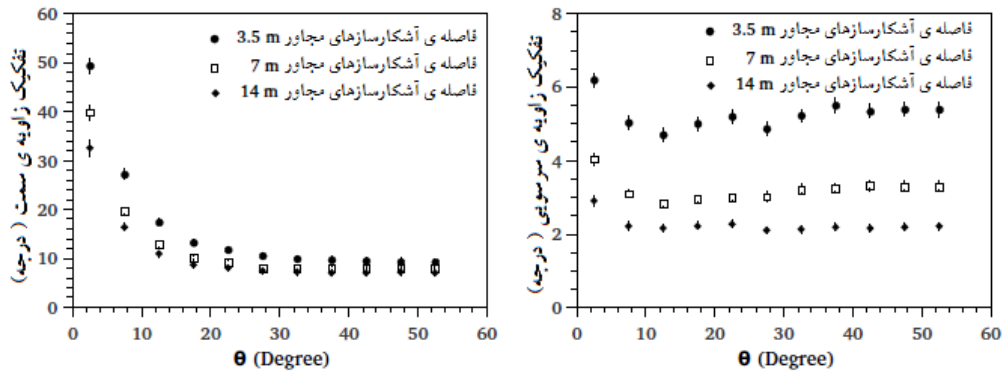 تفکیک زاویه ی سمت (درجه)
60
50
40
30
20
10
0
فاصله ی آشکارسازهای مجاور 3.5 m
فاصله ی آشکارسازهای مجاور 7 m
فاصله ی آشکارسازهای مجاور 14 m
0 10 20 30 40 50 60
θ (Degree)
تفکیک زاویه ی سرسویی (درجه)
8
6
4
2
0
فاصله ی آشکارسازهای مجاور 3.5 m
فاصله ی آشکارسازهای مجاور 7 m
فاصله ی آشکارسازهای مجاور 14 m
0 10 20 30 40 50 60
θ (Degree)